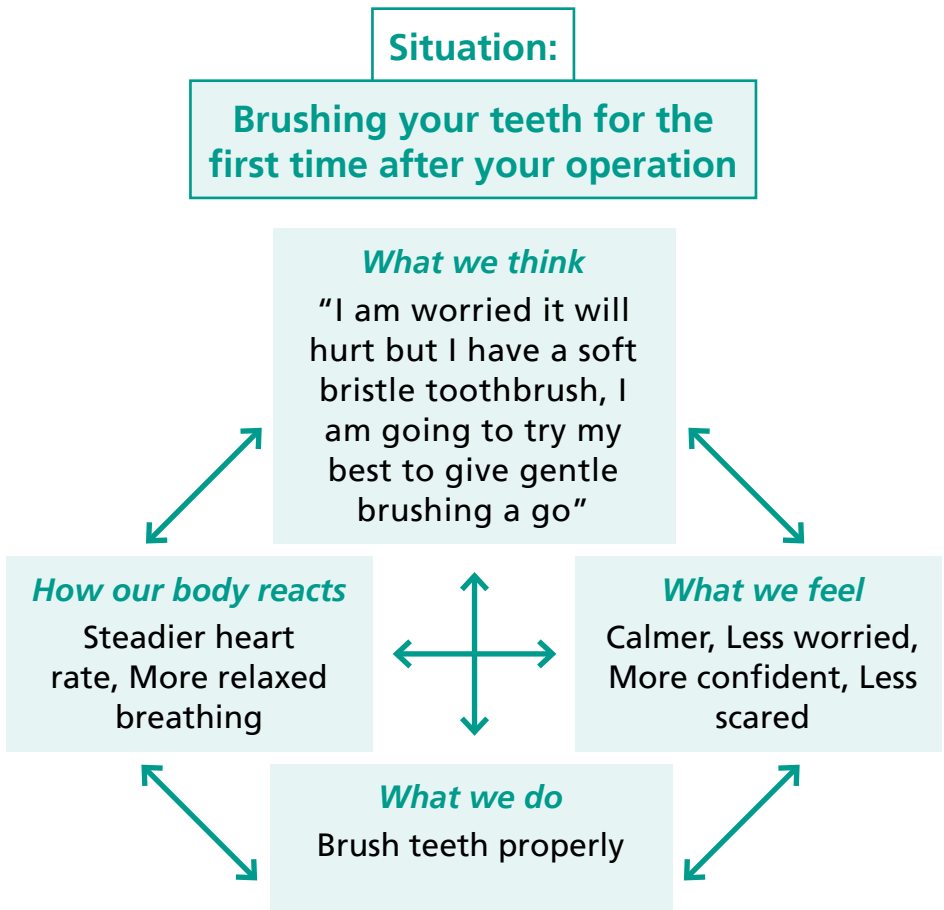 Situation:
Brushing your teeth for the
first time after your operation
What we think
“I am worried it will
hurt but I have a soft
bristle toothbrush, I
am going to try my
best to give gentle
brushing a go”
How our body reacts
Steadier heart
rate, More relaxed
breathing
What we feel
Calmer, Less worried,
More confident, Less
scared
What we do
Brush teeth properly